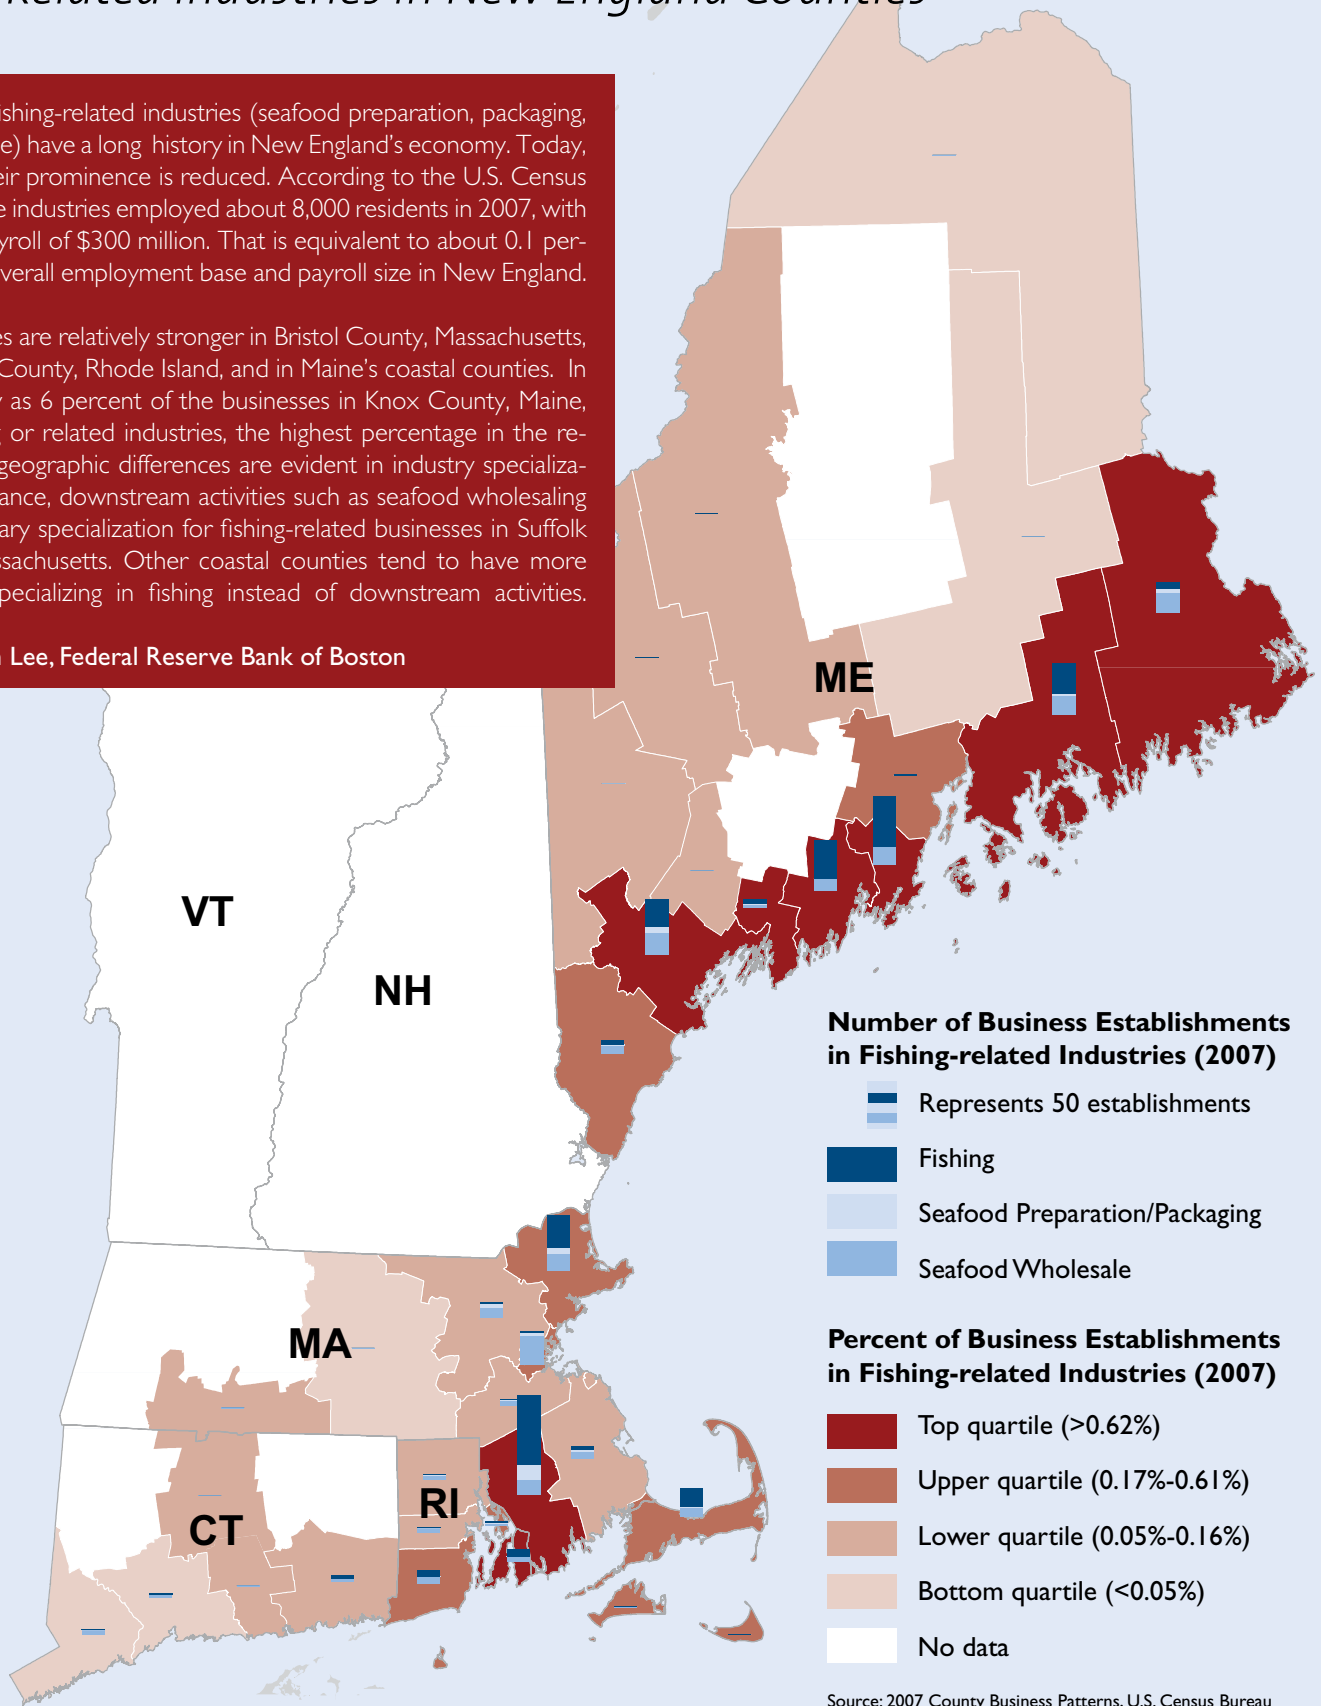 Related Industries in New England Counties
ishing-related industries (seafood preparation, packaging,
e) have a long history in New England's economy. Today,
eir prominence is reduced. According to the U.S. Census
e industries employed about 8,000 residents in 2007, with
yroll of $300 million. That is equivalent to about 0.1 per-
verall employment base and payroll size in New England.
es are relatively stronger in Bristol County, Massachusetts,
County, Rhode Island, and in Maine's coastal counties. In
y as 6 percent of the businesses in Knox County, Maine,
g or related industries, the highest percentage in the re-
geographic differences are evident in industry specializa-
ance, downstream activities such as seafood wholesaling
ary specialization for fishing-related businesses in Suffolk
ssachusetts. Other coastal counties tend to have more
pecializing in fishing instead of downstream activities.
Lee, Federal Reserve Bank of Boston
ME
VT
NH
MA
CT
RI
Number of Business Establishments
in Fishing-related Industries (2007)
Represents 50 establishments
Fishing
Seafood Preparation/Packaging
Seafood Wholesale
Percent of Business Establishments
in Fishing-related Industries (2007)
Top quartile (>0.62%)
Upper quartile (0.17%-0.61%)
Lower quartile (0.05%-0.16%)
Bottom quartile (<0.05%)
No data
Source: 2007 County Business Patterns, U.S. Census Bureau